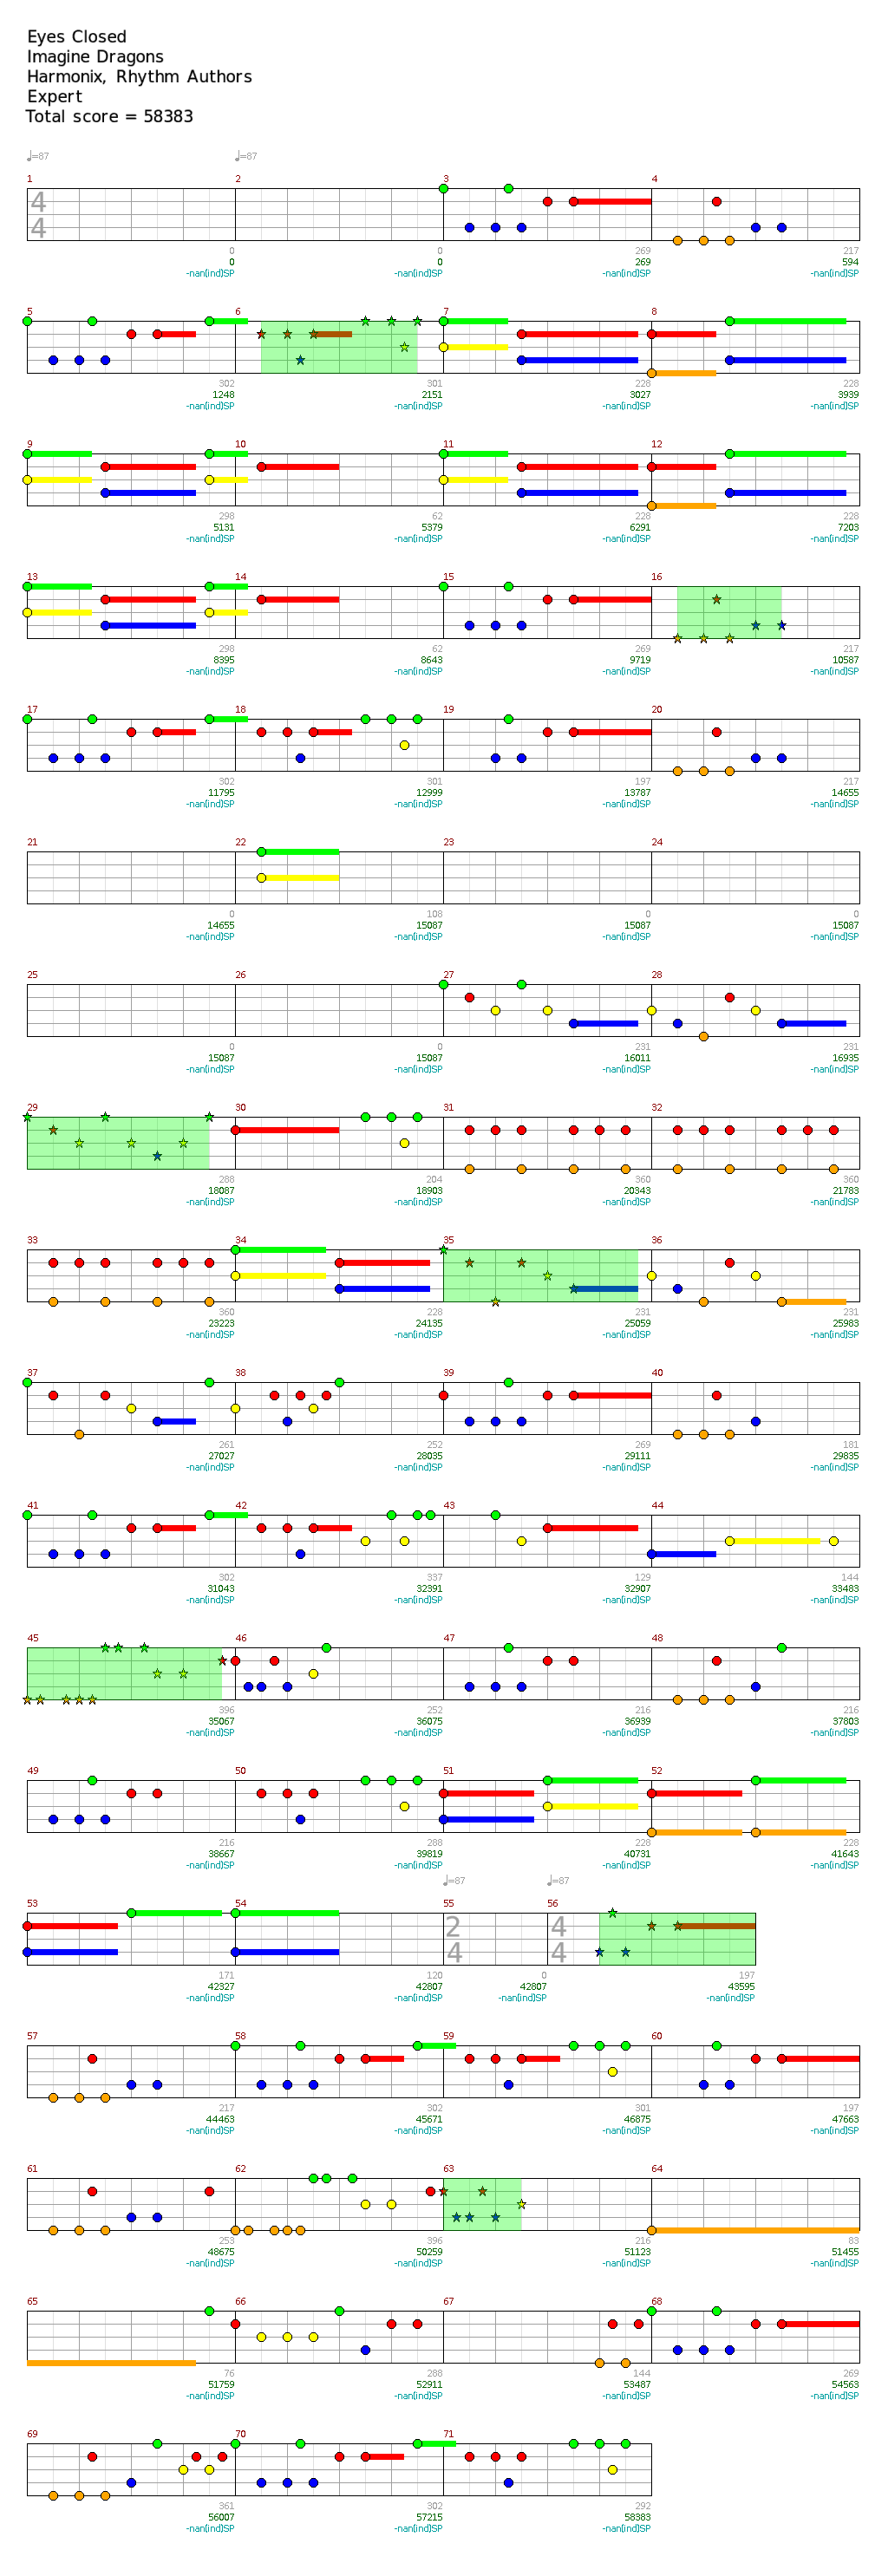 Eyes Closed
Imagine Dragons
Harmonix, Rhythm Authors
Expert
Total score = 58383
♩=87 ♩=87
1 2 3 4
4
4
0 0 269 217
0 0 269 594
-nan(ind)SP -nan(ind)SP -nan(ind)SP -nan(ind)SP
5 6 7 8
302 301 228 228
1248 2151 3027 3939
-nan(ind)SP -nan(ind)SP -nan(ind)SP -nan(ind)SP
9 10 11 12
298 62 228 228
5131 5379 6291 7203
-nan(ind)SP -nan(ind)SP -nan(ind)SP -nan(ind)SP
13 14 15 16
298 62 269 217
8395 8643 9719 10587
-nan(ind)SP -nan(ind)SP -nan(ind)SP -nan(ind)SP
17 18 19 20
302 301 197 217
11795 12999 13787 14655
-nan(ind)SP -nan(ind)SP -nan(ind)SP -nan(ind)SP
21 22 23 24
0 108 0 0
14655 15087 15087 15087
-nan(ind)SP -nan(ind)SP -nan(ind)SP -nan(ind)SP
25 26 27 28
0 0 231 231
15087 15087 16011 16935
-nan(ind)SP -nan(ind)SP -nan(ind)SP -nan(ind)SP
29 30 31 32
288 204 360 360
18087 18903 20343 21783
-nan(ind)SP -nan(ind)SP -nan(ind)SP -nan(ind)SP
33 34 35 36
360 228 231 231
23223 24135 25059 25983
-nan(ind)SP -nan(ind)SP -nan(ind)SP -nan(ind)SP
37 38 39 40
261 252 269 181
27027 28035 29111 29835
-nan(ind)SP -nan(ind)SP -nan(ind)SP -nan(ind)SP
41 42 43 44
302 337 129 144
31043 32391 32907 33483
-nan(ind)SP -nan(ind)SP -nan(ind)SP -nan(ind)SP
45 46 47 48
396 252 216 216
35067 36075 36939 37803
-nan(ind)SP -nan(ind)SP -nan(ind)SP -nan(ind)SP
49 50 51 52
216 288 228 228
38667 39819 40731 41643
-nan(ind)SP -nan(ind)SP -nan(ind)SP -nan(ind)SP
♩=87 ♩=87
53 54 55 56
2 4
4 4
171 120 0 197
42327 42807 42807 43595
-nan(ind)SP -nan(ind)SP -nan(ind)SP -nan(ind)SP
57 58 59 60
217 302 301 197
44463 45671 46875 47663
-nan(ind)SP -nan(ind)SP -nan(ind)SP -nan(ind)SP
61 62 63 64
253 396 216 83
48675 50259 51123 51455
-nan(ind)SP -nan(ind)SP -nan(ind)SP -nan(ind)SP
65 66 67 68
76 288 144 269
51759 52911 53487 54563
-nan(ind)SP -nan(ind)SP -nan(ind)SP -nan(ind)SP
69 70 71
361 302 292
56007 57215 58383
-nan(ind)SP -nan(ind)SP -nan(ind)SP